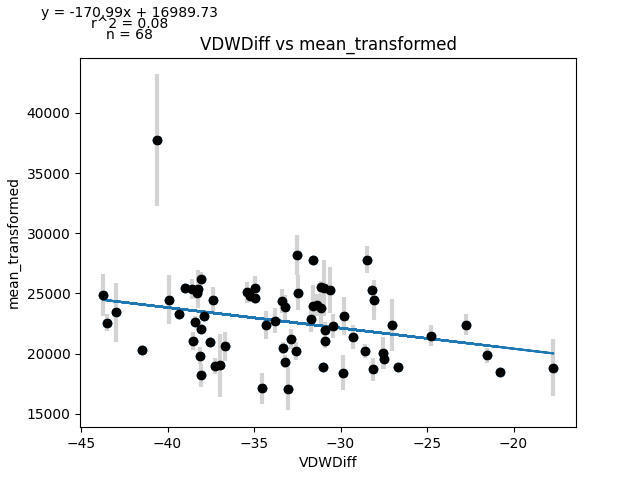 y = -170.99x + 16989.73
r^2 = 0.08
n = 68
VDWDiff vs mean_transformed
mean_transformed
40000
35000
30000
25000
20000
15000
−45 −40 −35 −30 −25 −20
VDWDiff